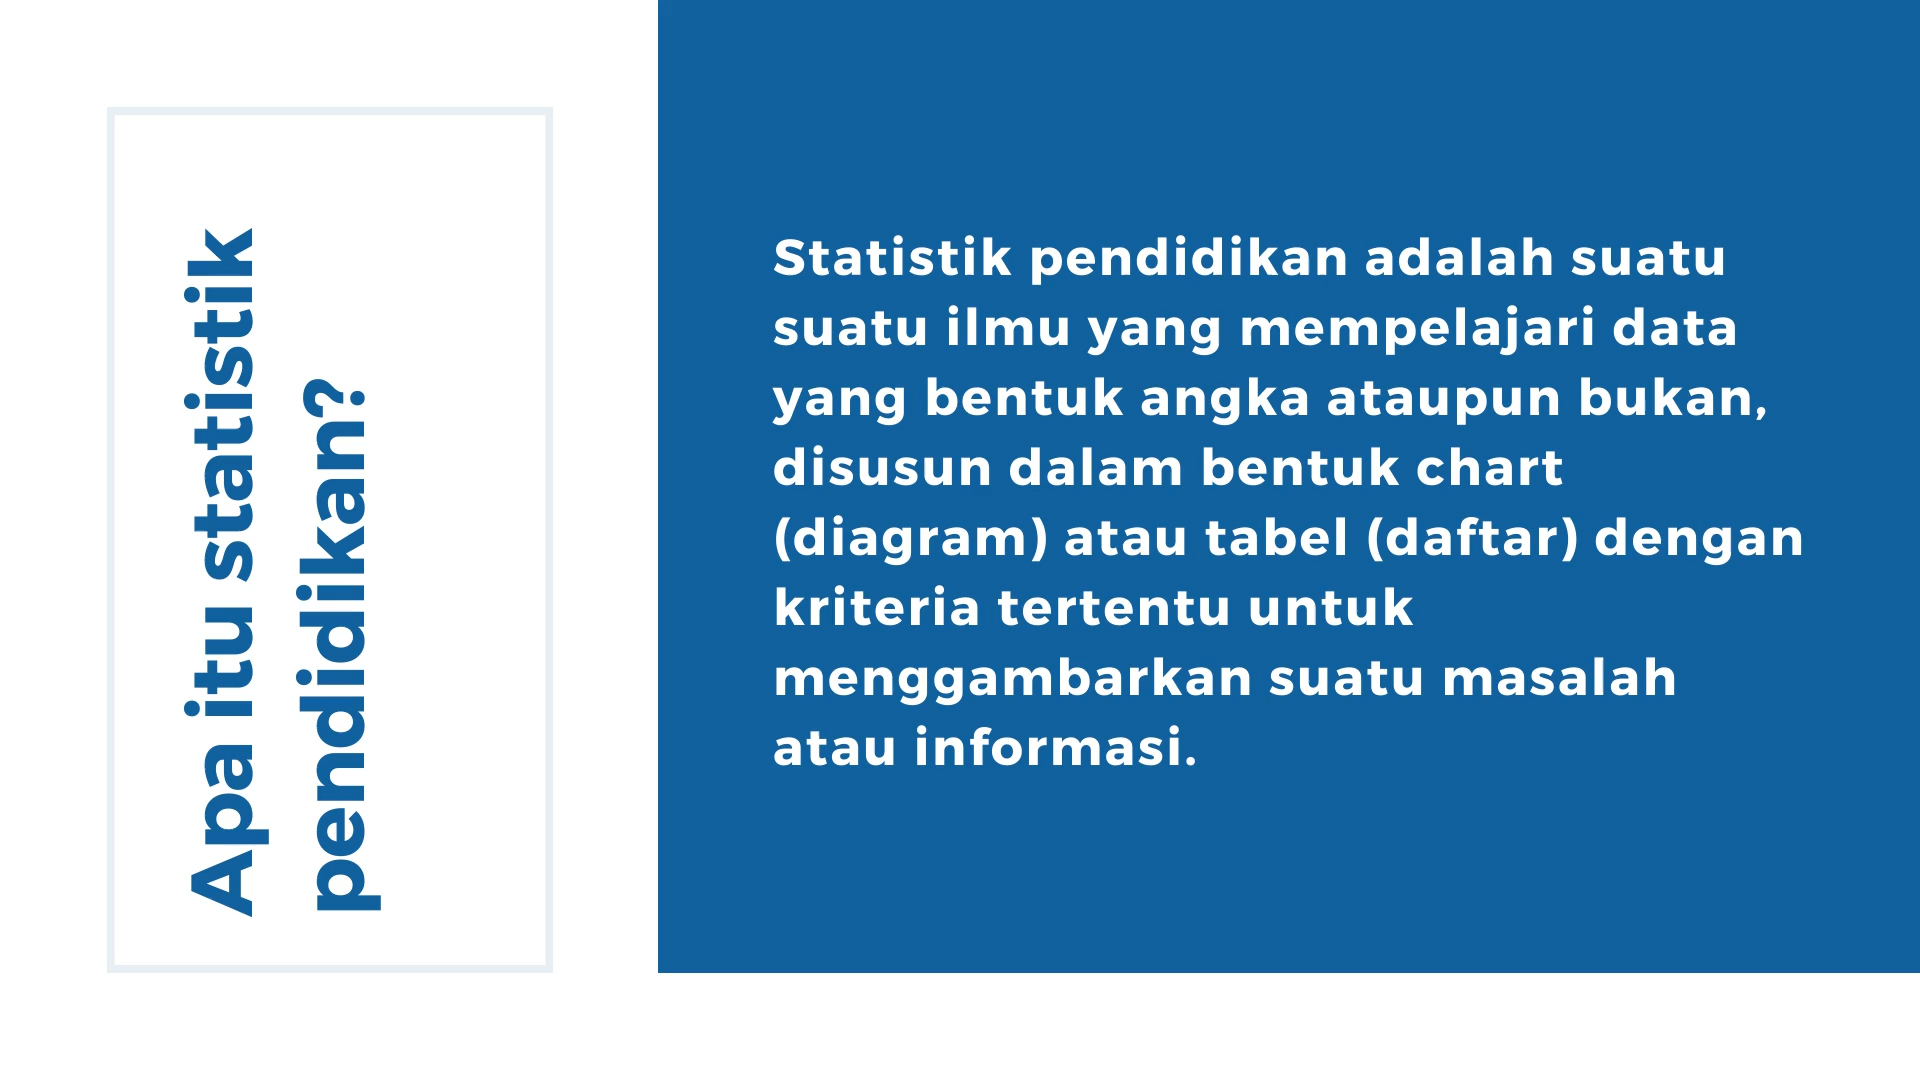 Apa itu statistik
pendidikan?
Statistik pendidikan adalah suatu
suatu ilmu yang mempelajari data
yang bentuk angka ataupun bukan,
disusun dalam bentuk chart
(diagram) atau tabel (daftar) dengan
kriteria tertentu untuk
menggambarkan suatu masalah
atau informasi.